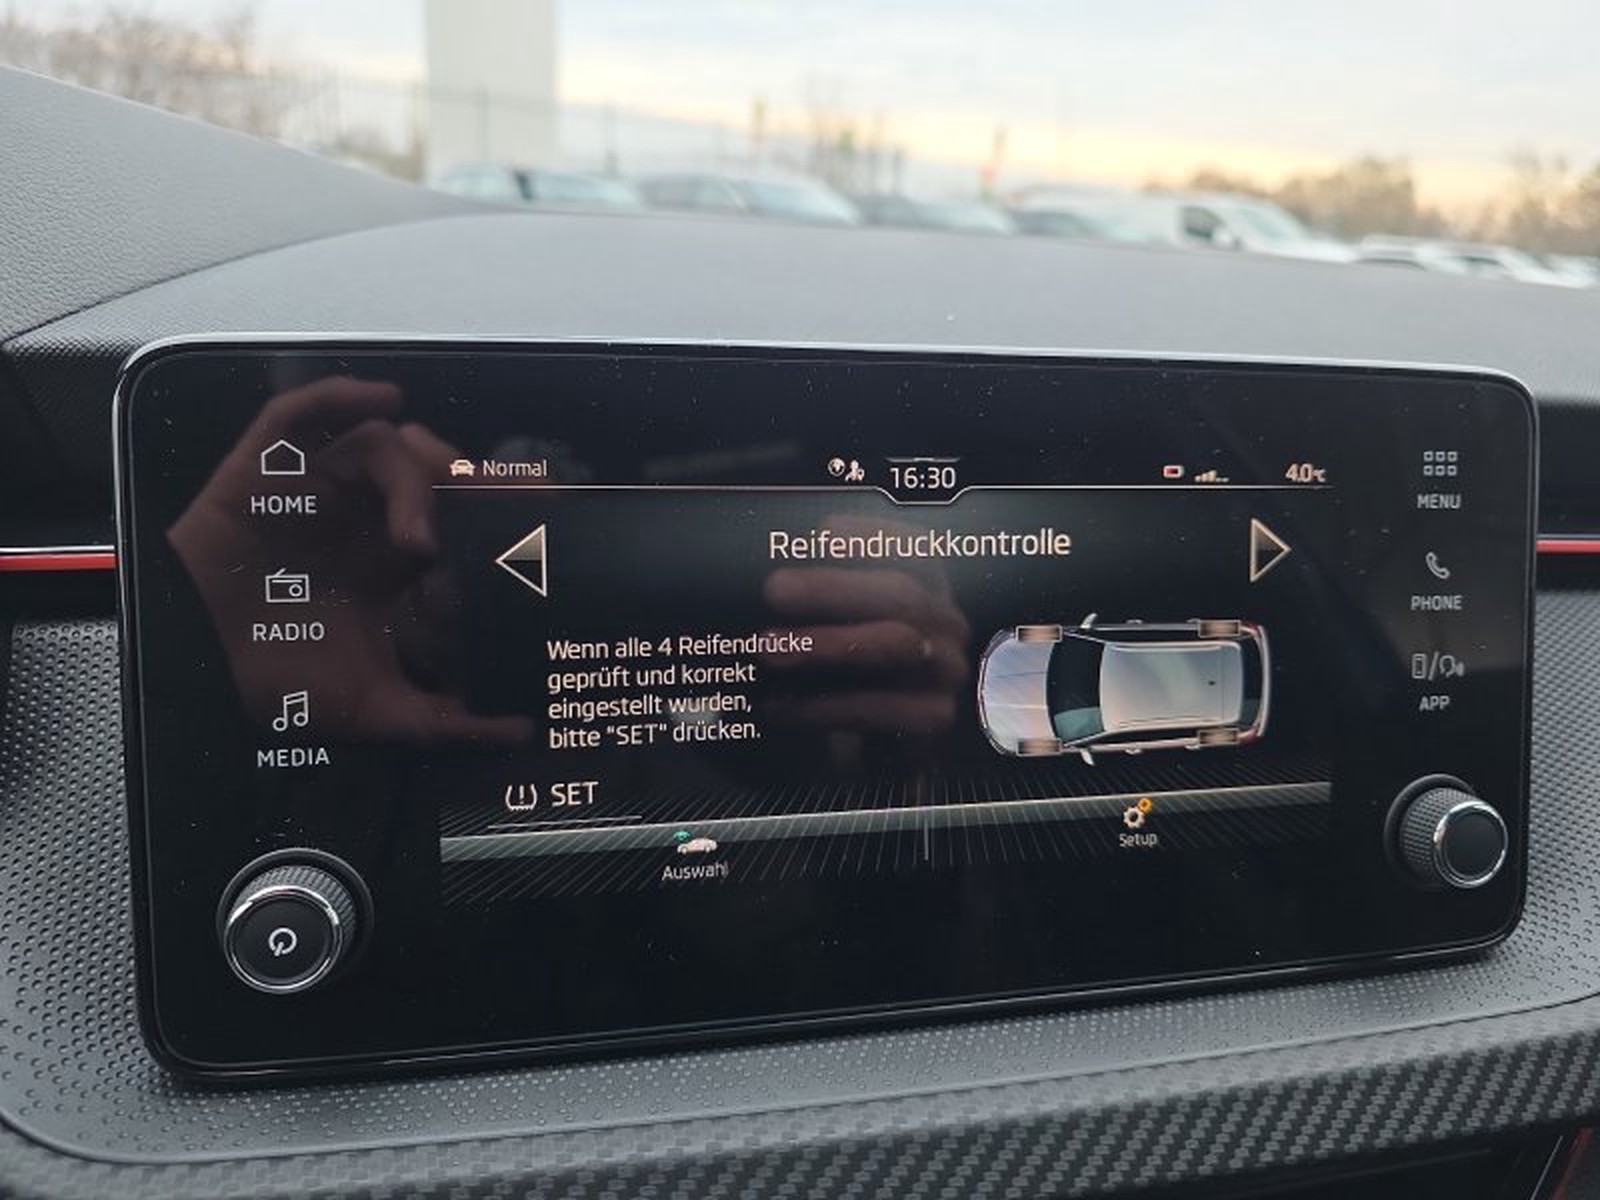 Normal
16:30
4.0°C
HOME
MENU
Reifendruckkontrolle
RADIO
PHONE
Wenn alle 4 Reifendrücke
geprüft und korrekt
eingestellt wurden,
bitte "SET" drücken.
MEDIA
APP
SET
Auswahl
Setup